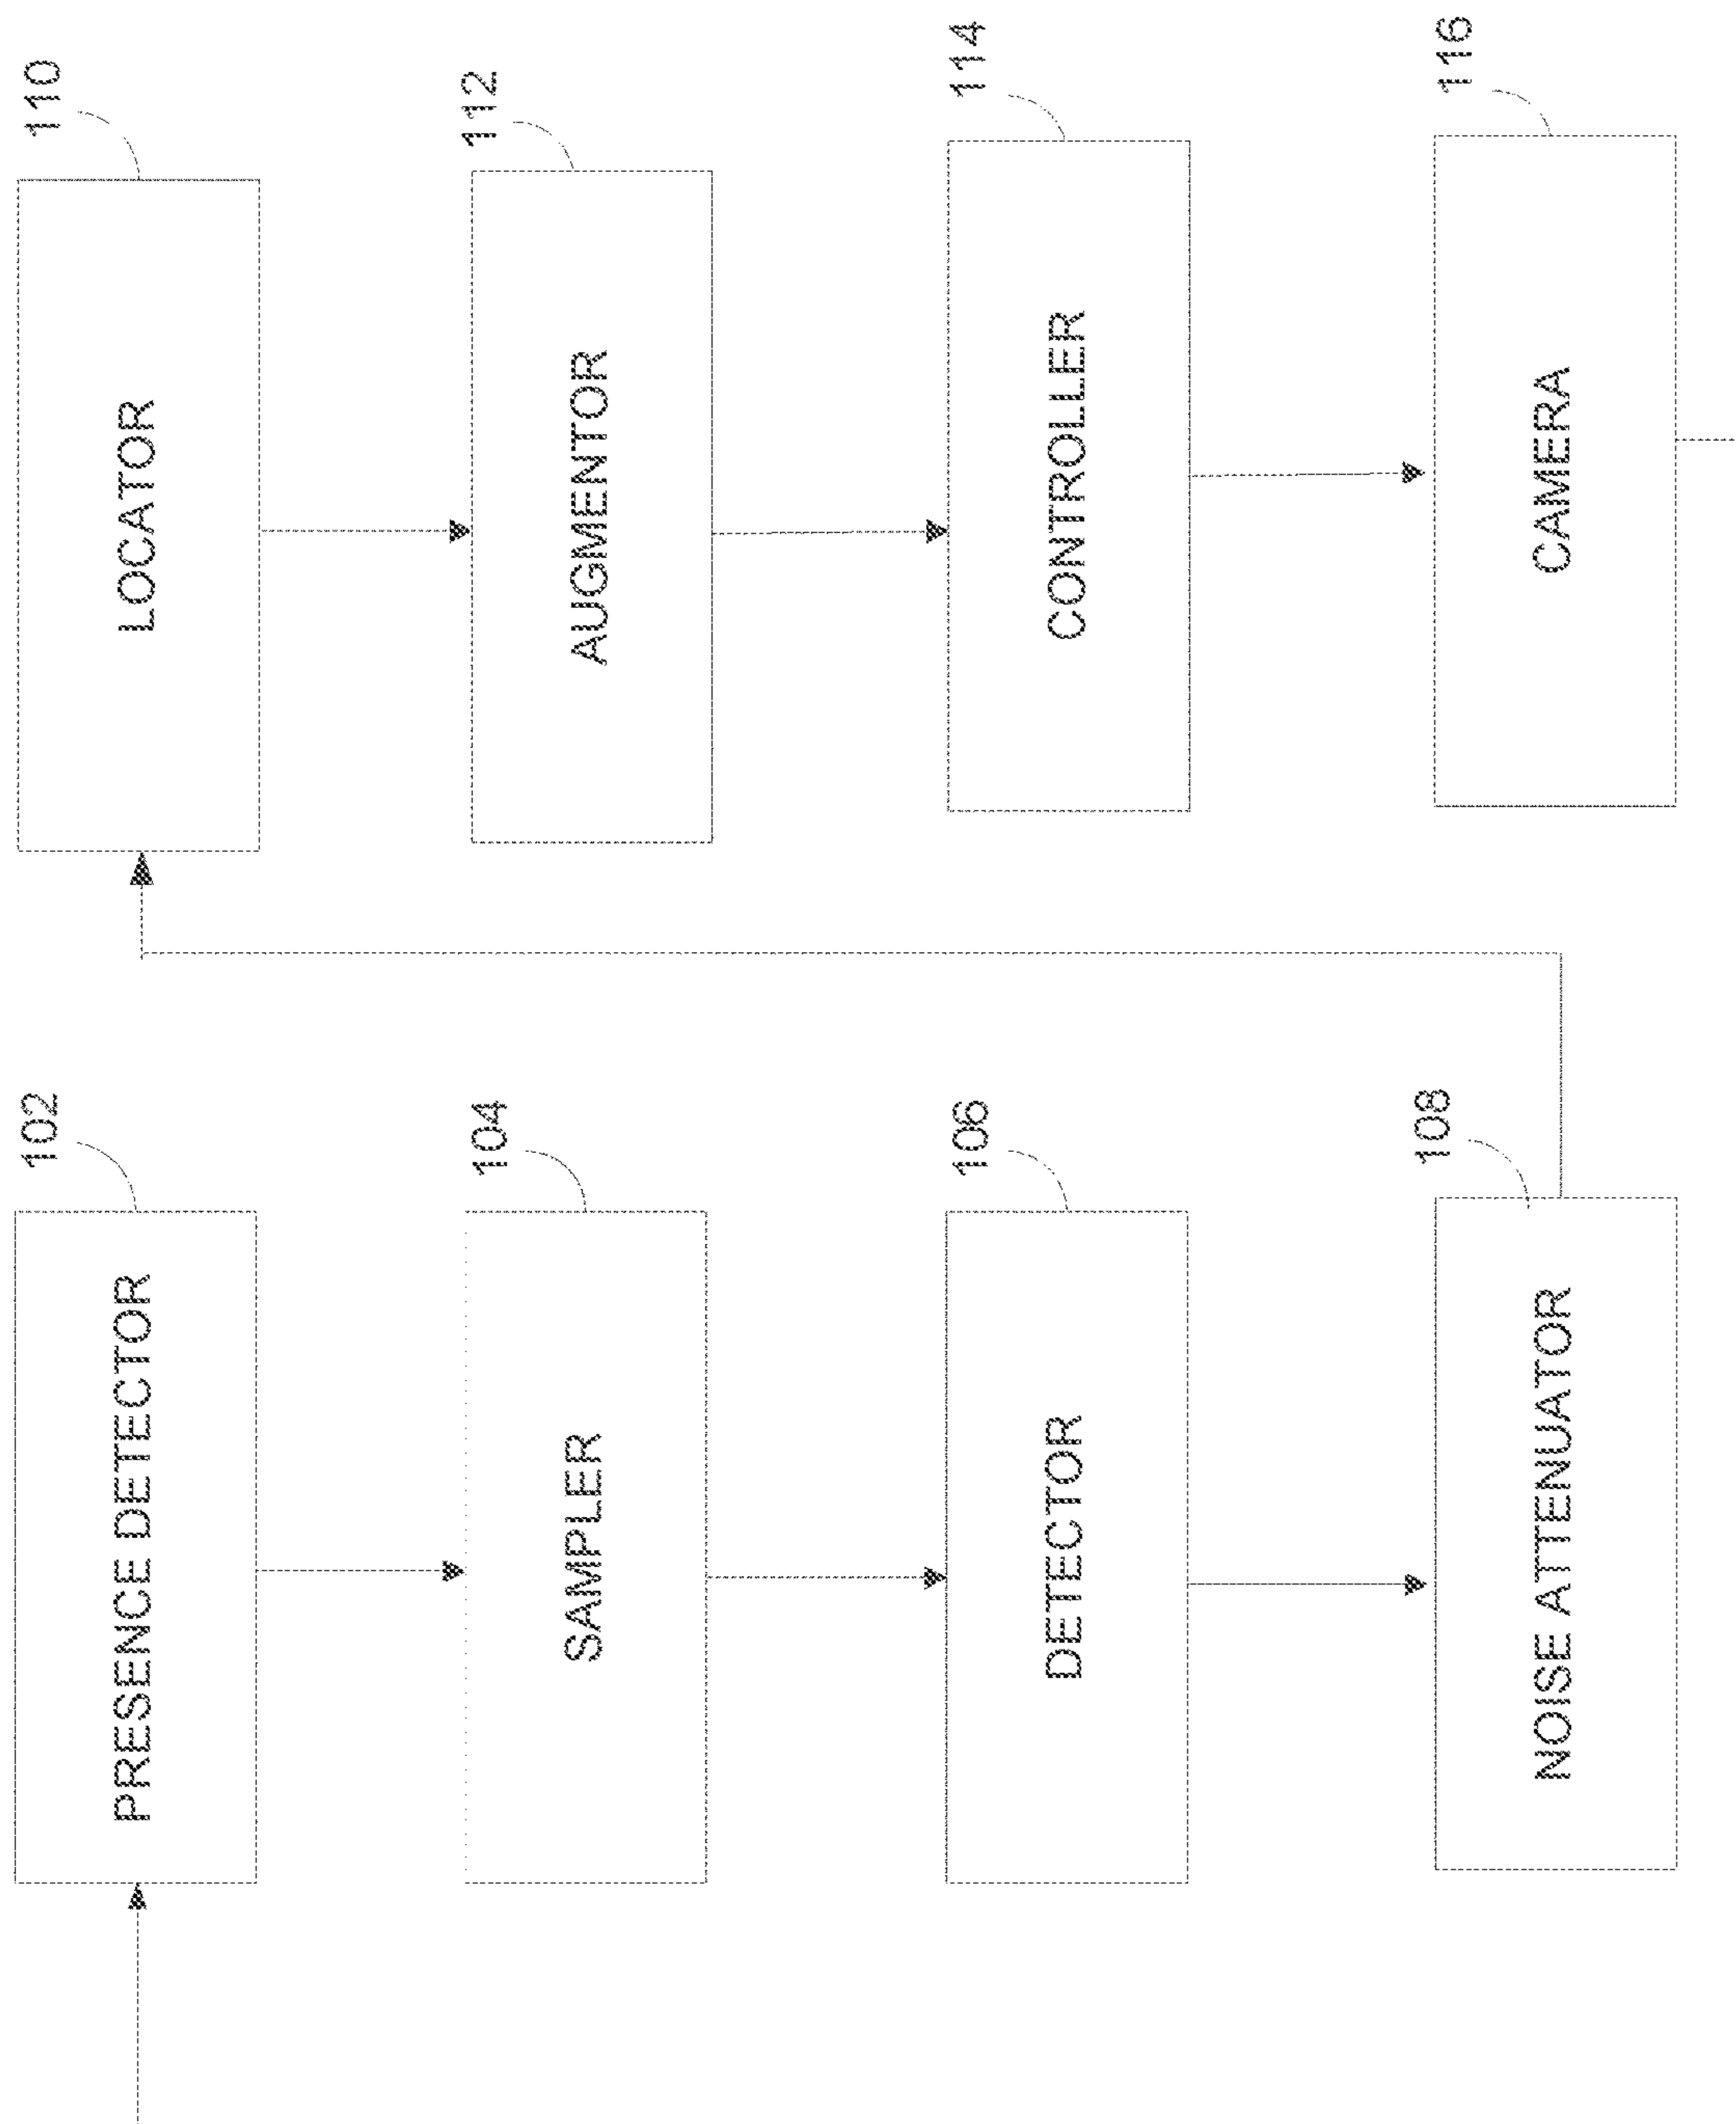 102
PRESENCE DETECTOR
104
SAMPLER
106
DETECTOR
108
NOISE ATTENUATOR
110
LOCATOR
112
AUGMENTOR
114
CONTROLLER
116
CAMERA